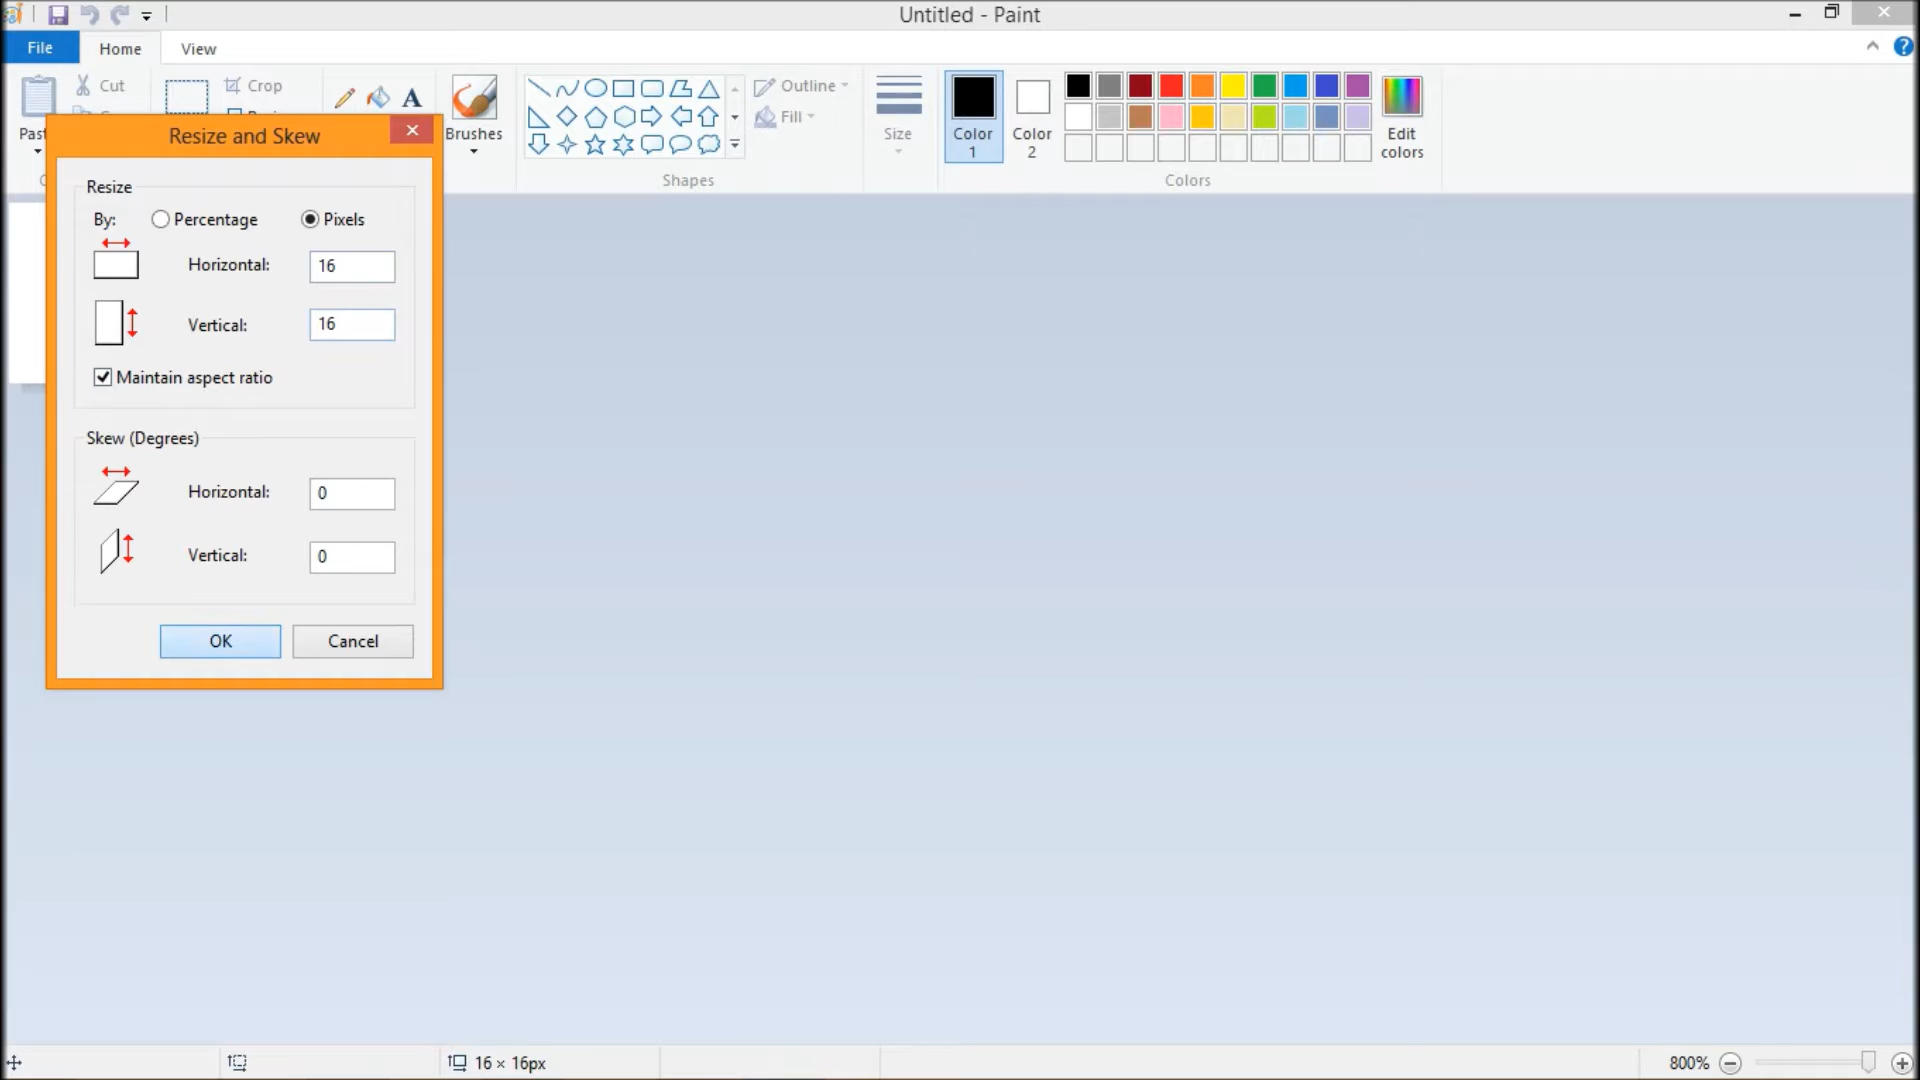 Untitled - Paint
File
Home
View
Cut
Crop
A
Brushes
Outline
Fill
Size
Color
1
Color
2
Edit
colors
Shapes
Colors
Resize and Skew
Resize
By:
Percentage
Pixels
Horizontal:
16
Vertical:
16
Maintain aspect ratio
Skew (Degrees)
Horizontal:
0
Vertical:
0
OK
Cancel
16 × 16px
800%